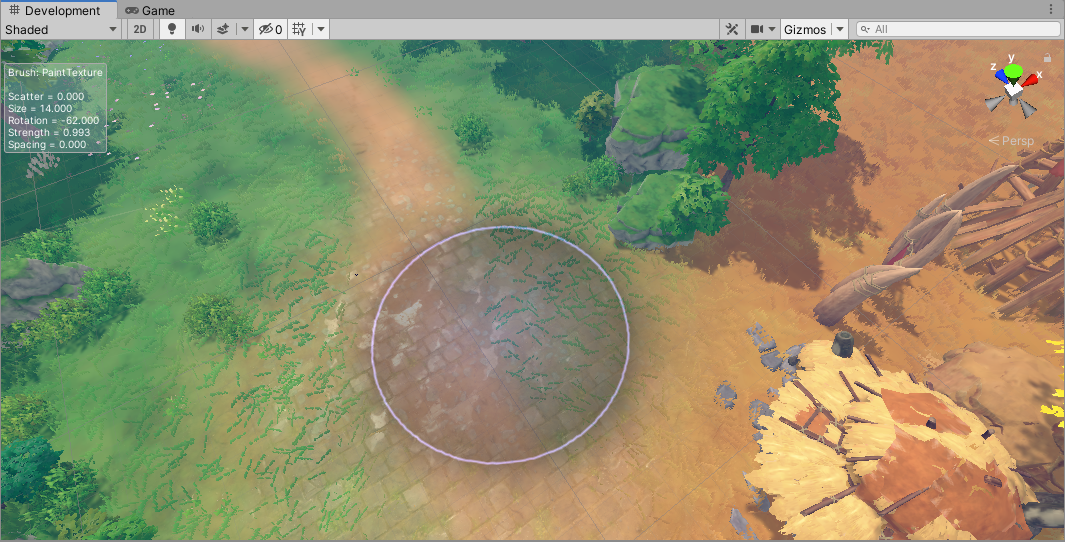 Development Game
Shaded 2D 0 Gizmos All
Brush: PaintTexture
Scatter = 0.000
Size = 14.000
Rotation = -62.000
Strength = 0.993
Spacing = 0.000
y
z x
Persp